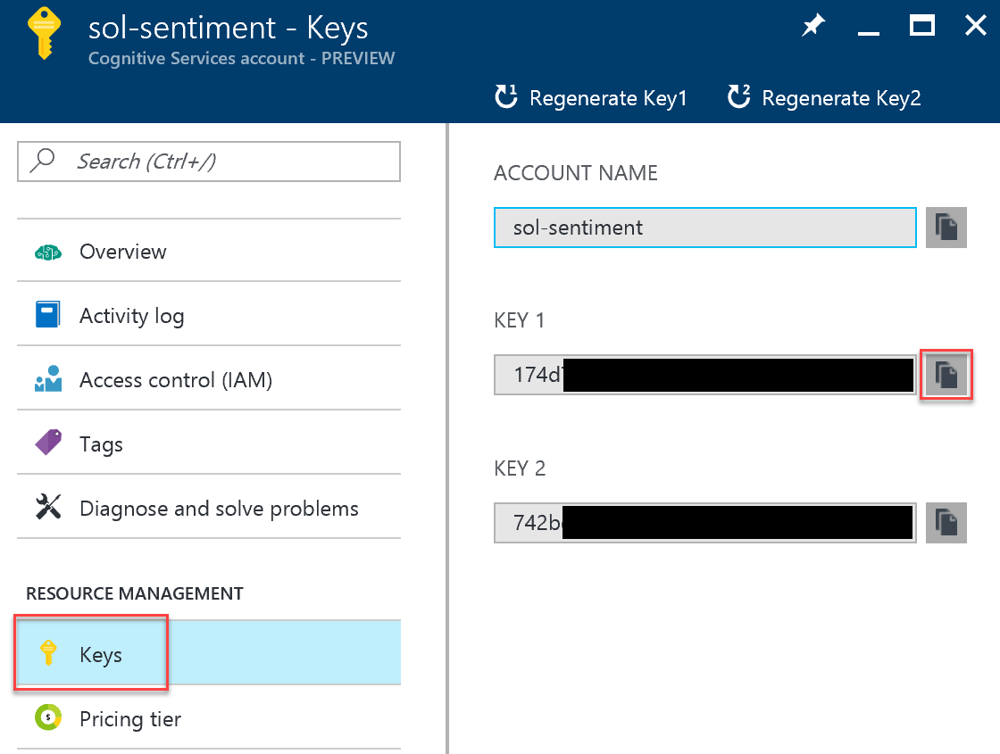 sol-sentiment - Keys
Cognitive Services account - PREVIEW
1 Regenerate Key1
2 Regenerate Key2
Search (Ctrl+/)
Overview
Activity log
Access control (IAM)
Tags
Diagnose and solve problems
RESOURCE MANAGEMENT
Keys
$ Pricing tier
ACCOUNT NAME
sol-sentiment
KEY 1
174d
KEY 2
742b